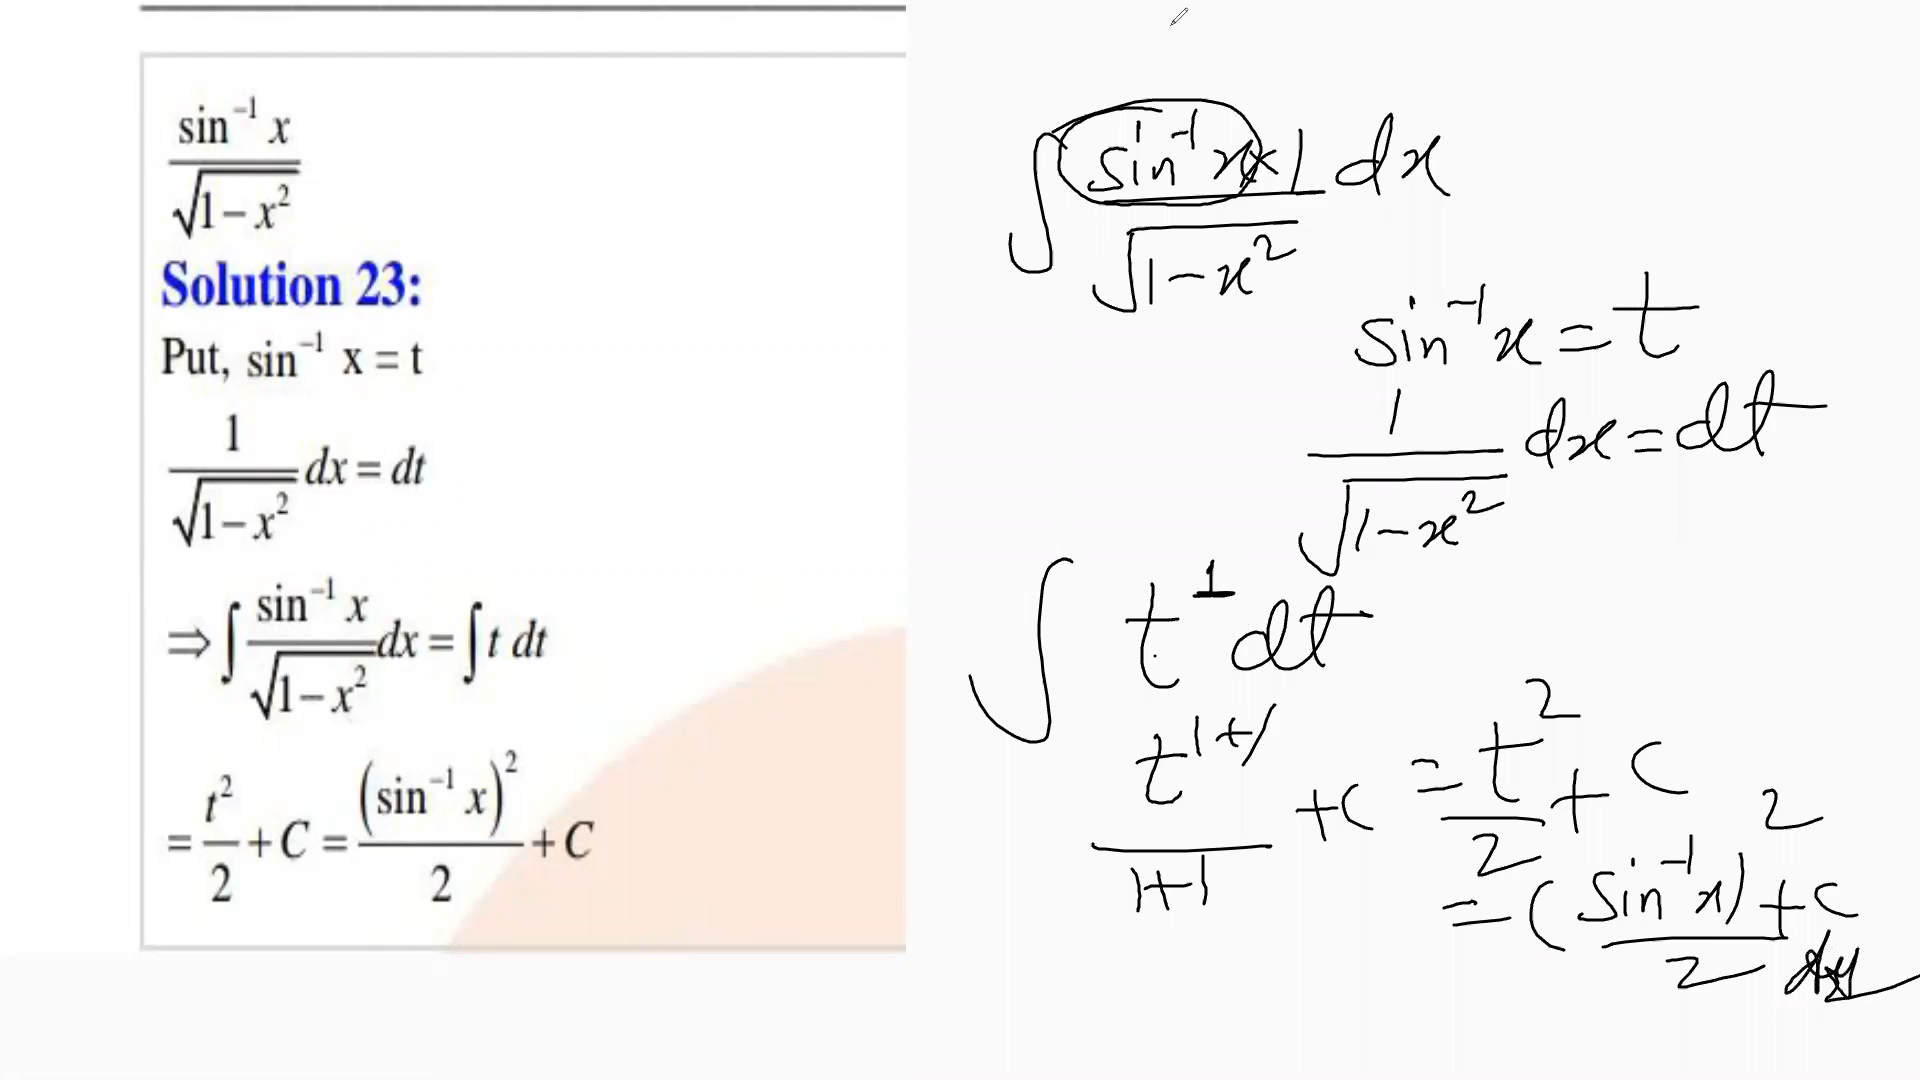 sin⁻¹ x
√1−x²
Solution 23:
Put, sin⁻¹ x = t
1/√1−x² dx = dt
⇒ ∫ sin⁻¹ x/√1−x² dx = ∫ t dt
= t²/2 + C = (sin⁻¹ x)²/2 + C
∫ sin⁻¹x×1/√1−x² dx
sin⁻¹x = t
1/√1−x² dx = dt
∫ t¹ dt
t¹⁺¹/1+1 + C = t²/2 + C
= (sin⁻¹x)²/2 + C